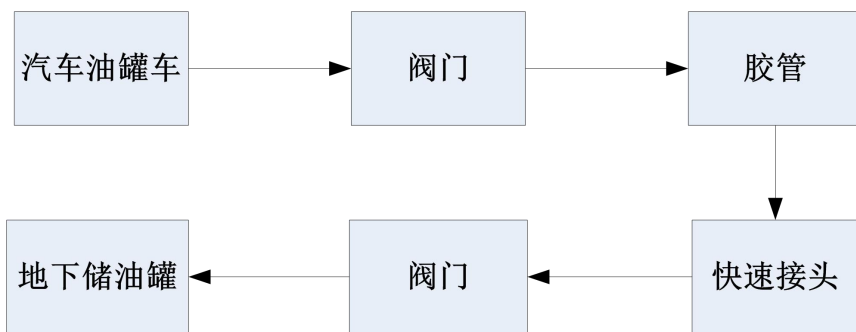 汽车油罐车
阀门
胶管
快速接头
阀门
地下储油罐